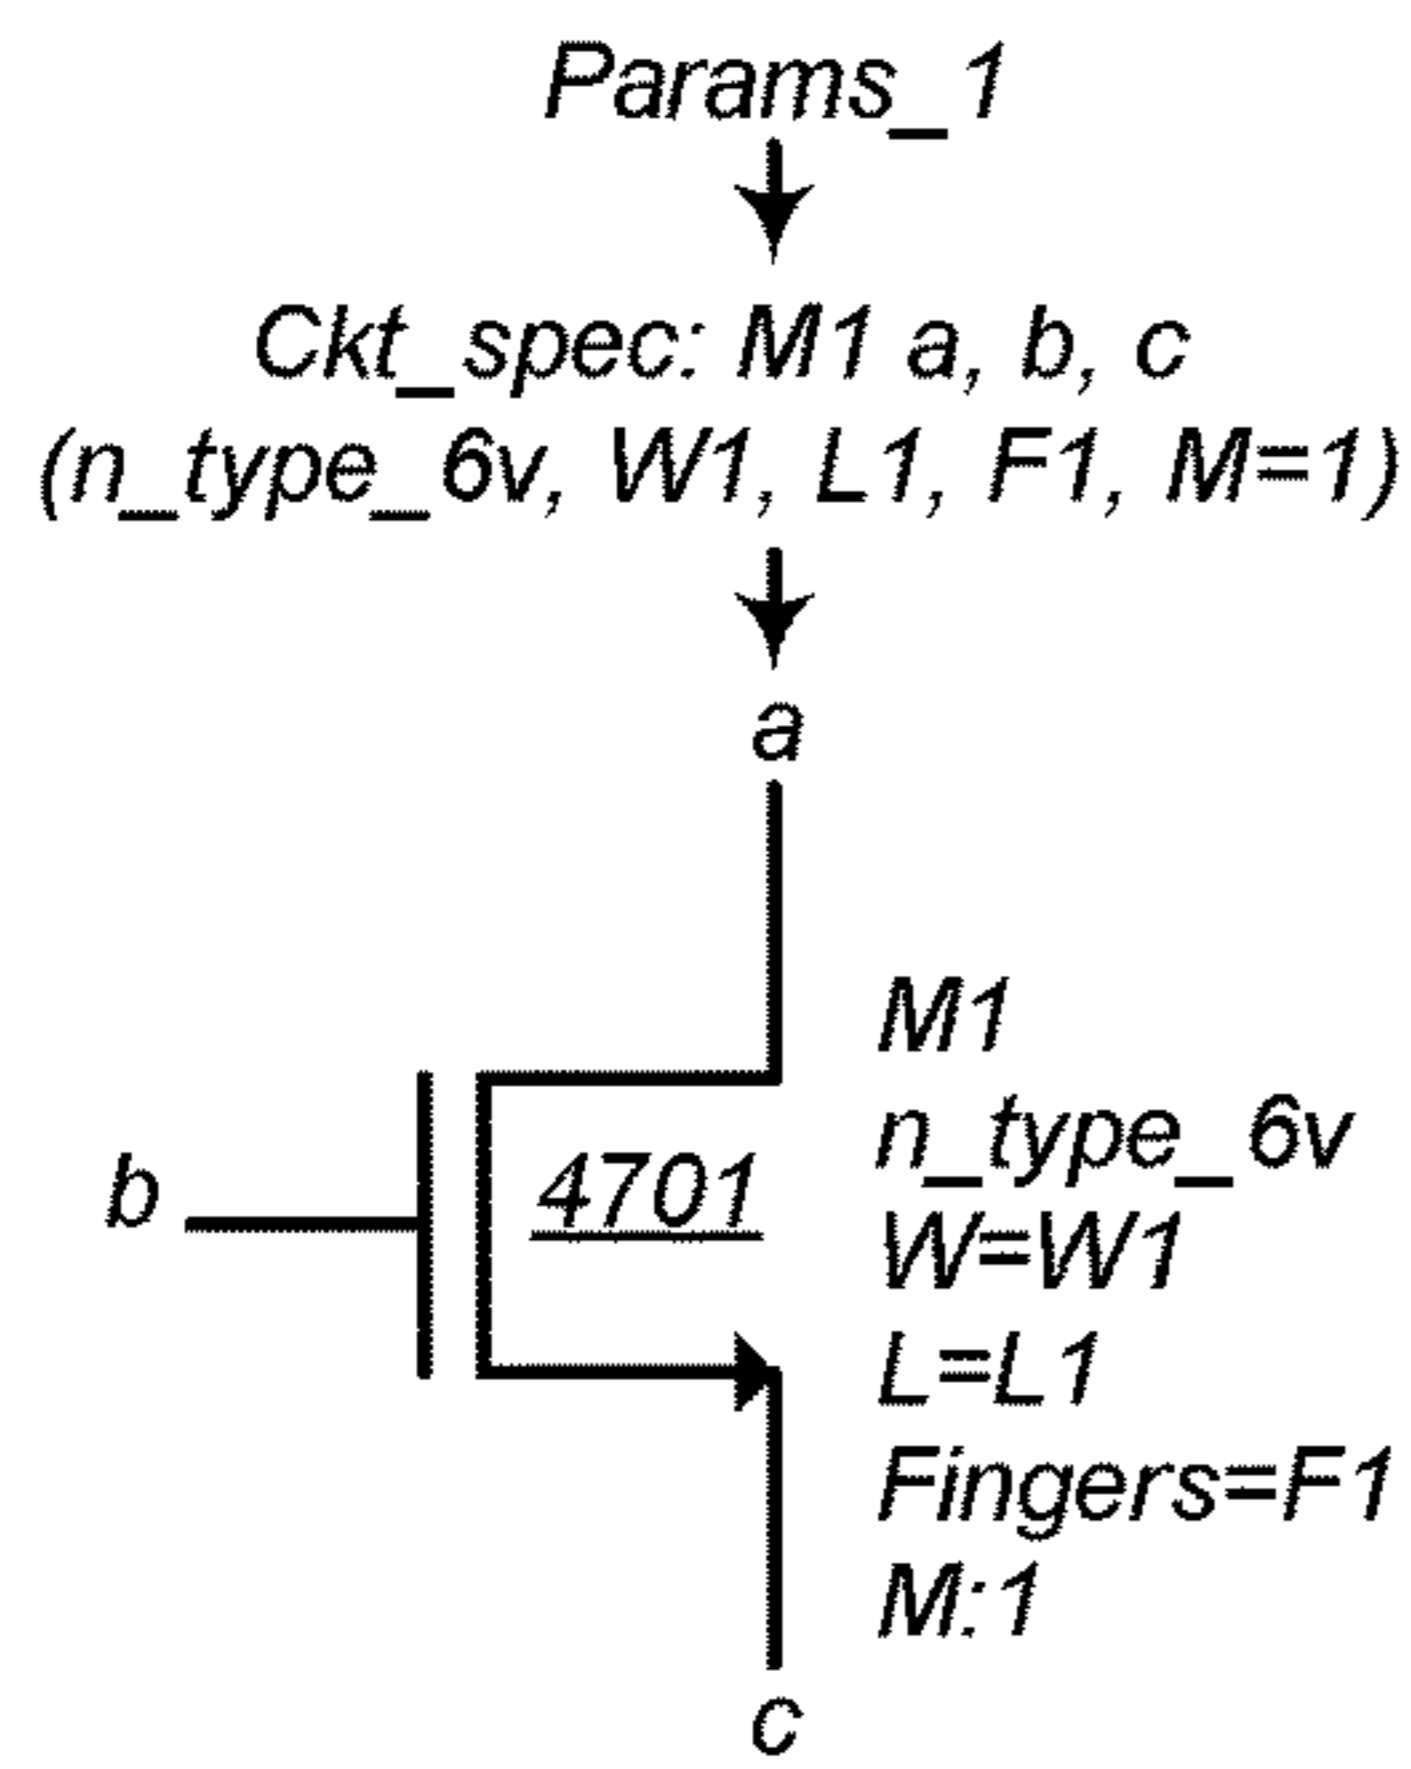 Params_1
Ckt_spec: M1 a, b, c
(n_type_6v, W1, L1, F1, M=1)
a
M1
n_type_6v
b
4701
W=W1
L=L1
Fingers=F1
M:1
c